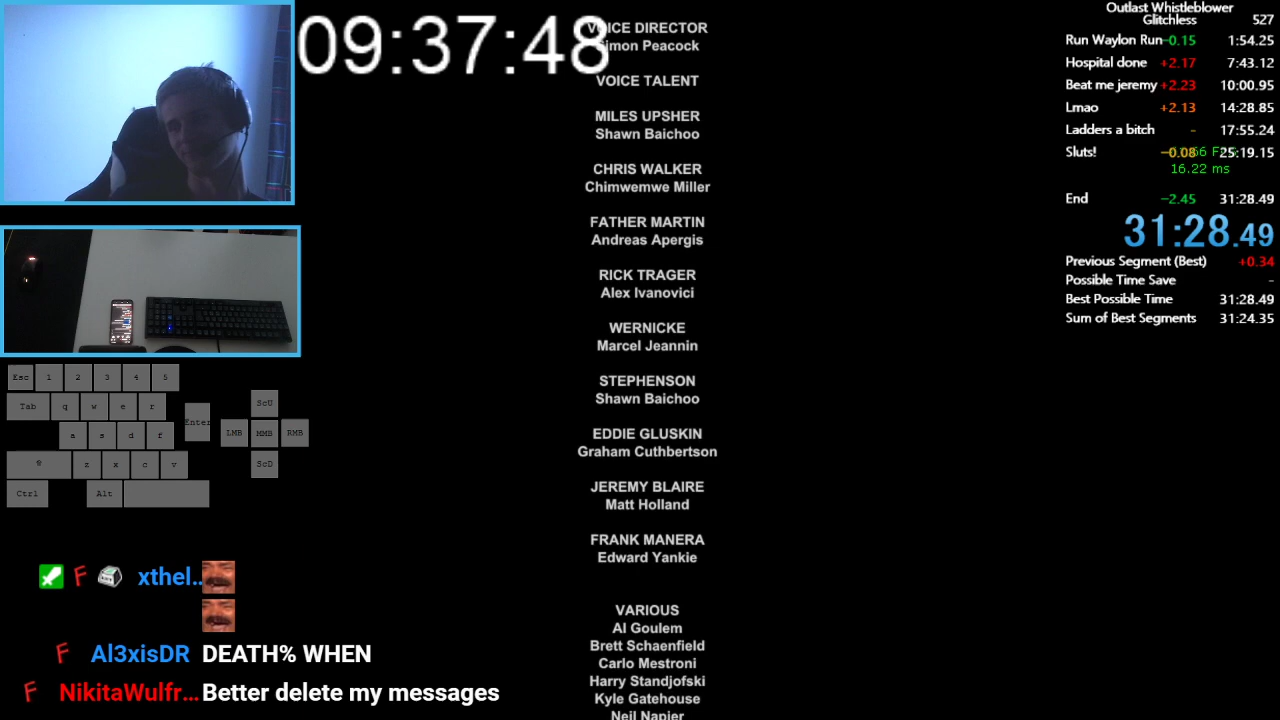 09:37:48
VOICE DIRECTOR
Simon Peacock
VOICE TALENT
MILES UPSHER
Shawn Baichoo
CHRIS WALKER
Chimwemwe Miller
FATHER MARTIN
Andreas Apergis
RICK TRAGER
Alex Ivanovici
WERNICKE
Marcel Jeannin
STEPHENSON
Shawn Baichoo
EDDIE GLUSKIN
Graham Cuthbertson
JEREMY BLAIRE
Matt Holland
FRANK MANERA
Edward Yankie
VARIOUS
Al Goulem
Brett Schaenfield
Carlo Mestroni
Harry Standjofski
Kyle Gatehouse
Neil Napier
Outlast Whistleblower
Glitchless 527
Run Waylon Run -0.15 1:54.25
Hospital done +2.17 7:43.12
Beat me jeremy +2.23 10:00.95
Lmao +2.13 14:28.85
Ladders a bitch - 17:55.24
Sluts! -0.08 25:19.15
16.22 ms
End -2.45 31:28.49
31:28.49
Previous Segment (Best) +0.34
Possible Time Save -
Best Possible Time 31:28.49
Sum of Best Segments 31:24.35
Esc 1 2 3 4 5
Tab q w e r
a s d f
z x c v
Ctrl Alt
Enter
ScU
LMB MMB RMB
ScD
xthel..
Al3xisDR DEATH% WHEN
NikitaWulfr... Better delete my messages